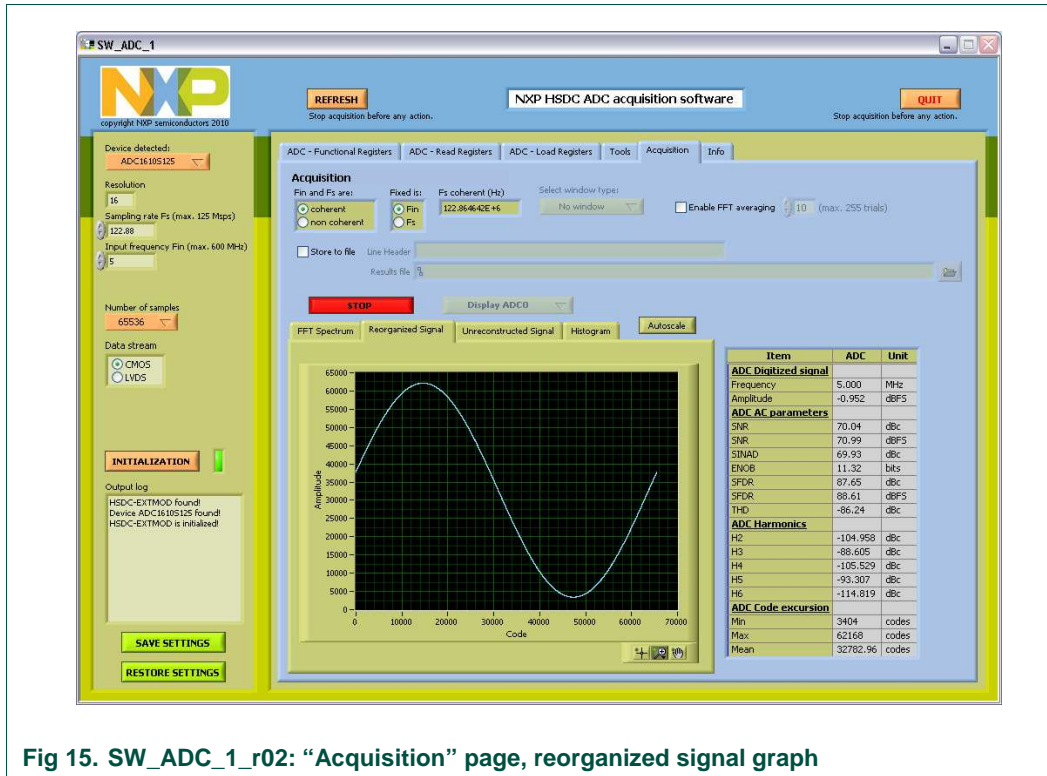 SW_ADC_1
NXP
copyright NXP semiconductors 2010
REFRESH
Stop acquisition before any action.
NXP HSDC ADC acquisition software
QUIT
Stop acquisition before any action.
Device detected:
ADC1610S125
Resolution
16
Sampling rate Fs (max. 125 Msps)
122.88
Input frequency Fin (max. 600 MHz)
5
Number of samples
65536
Data stream
CMOS
LVDS
INITIALIZATION
Output log
HSDC-EXTMOD found!
Device ADC1610S125 found!
HSDC-EXTMOD is initialized!
SAVE SETTINGS
RESTORE SETTINGS
ADC - Functional Registers ADC - Read Registers ADC - Load Registers Tools Acquisition Info
Acquisition
Fin and Fs are: Fixed is: Fs coherent (Hz) Select window type:
coherent Fin 122.864642E+6 No window Enable FFT averaging 10 (max. 255 trials)
non coherent Fs
Store to file Line Header
Results file %
STOP Display ADC0
FFT Spectrum Reorganized Signal Unreconstructed Signal Histogram Autoscale
65000
60000
55000
50000
45000
40000
35000
30000
25000
20000
15000
10000
5000
0
Amplitude
0 10000 20000 30000 40000 50000 60000 70000
Code
Item ADC Unit
ADC Digitized signal
Frequency 5.000 MHz
Amplitude -0.952 dBFS
ADC AC parameters
SNR 70.04 dBc
SNR 70.99 dBFS
SINAD 69.93 dBc
ENOB 11.32 bits
SFDR 87.65 dBc
SFDR 88.61 dBFS
THD -86.24 dBc
ADC Harmonics
H2 -104.958 dBc
H3 -88.605 dBc
H4 -105.529 dBc
H5 -93.307 dBc
H6 -114.819 dBc
ADC Code excursion
Min 3404 codes
Max 62168 codes
Mean 32782.96 codes
Fig 15. SW_ADC_1_r02: “Acquisition” page, reorganized signal graph